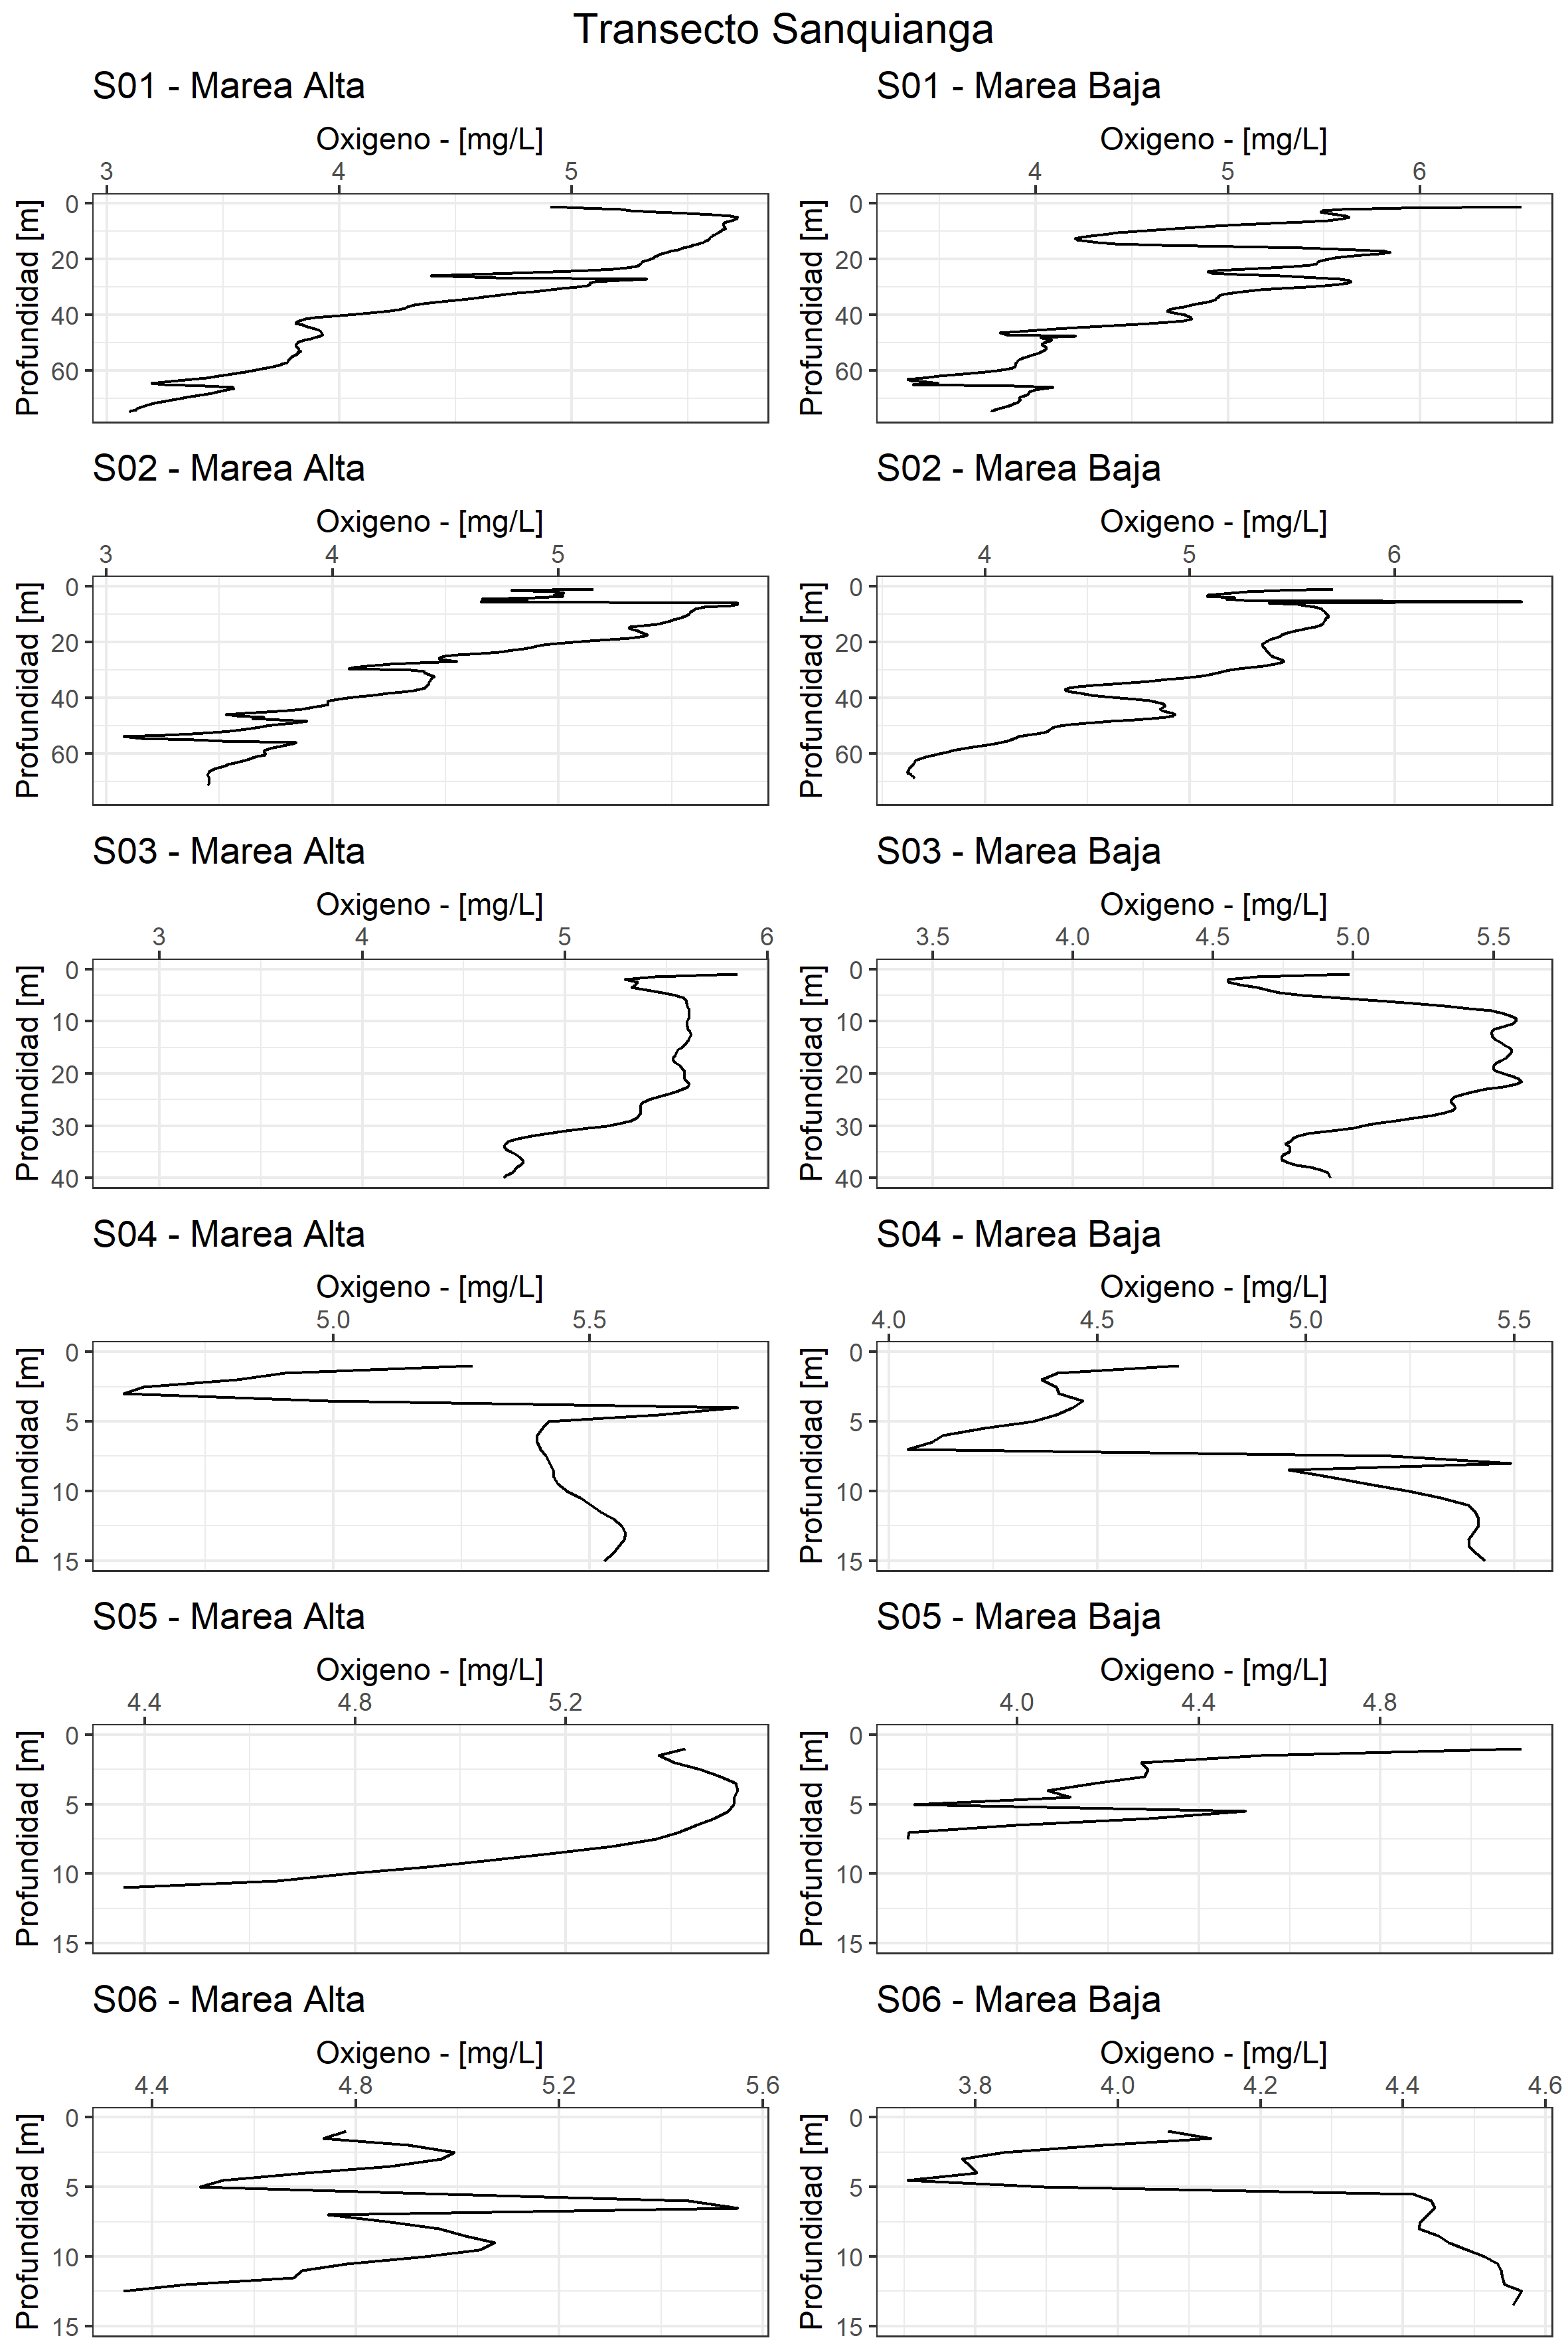 Transecto Sanquianga
S01 - Marea Alta
Oxigeno - [mg/L]
3 4 5
Profundidad [m]
0
20
40
60
S01 - Marea Baja
Oxigeno - [mg/L]
4 5 6
Profundidad [m]
0
20
40
60
S02 - Marea Alta
Oxigeno - [mg/L]
3 4 5
Profundidad [m]
0
20
40
60
S02 - Marea Baja
Oxigeno - [mg/L]
4 5 6
Profundidad [m]
0
20
40
60
S03 - Marea Alta
Oxigeno - [mg/L]
3 4 5 6
Profundidad [m]
0
10
20
30
40
S03 - Marea Baja
Oxigeno - [mg/L]
3.5 4.0 4.5 5.0 5.5
Profundidad [m]
0
10
20
30
40
S04 - Marea Alta
Oxigeno - [mg/L]
5.0 5.5
Profundidad [m]
0
5
10
15
S04 - Marea Baja
Oxigeno - [mg/L]
4.0 4.5 5.0 5.5
Profundidad [m]
0
5
10
15
S05 - Marea Alta
Oxigeno - [mg/L]
4.4 4.8 5.2
Profundidad [m]
0
5
10
15
S05 - Marea Baja
Oxigeno - [mg/L]
4.0 4.4 4.8
Profundidad [m]
0
5
10
15
S06 - Marea Alta
Oxigeno - [mg/L]
4.4 4.8 5.2 5.6
Profundidad [m]
0
5
10
15
S06 - Marea Baja
Oxigeno - [mg/L]
3.8 4.0 4.2 4.4 4.6
Profundidad [m]
0
5
10
15